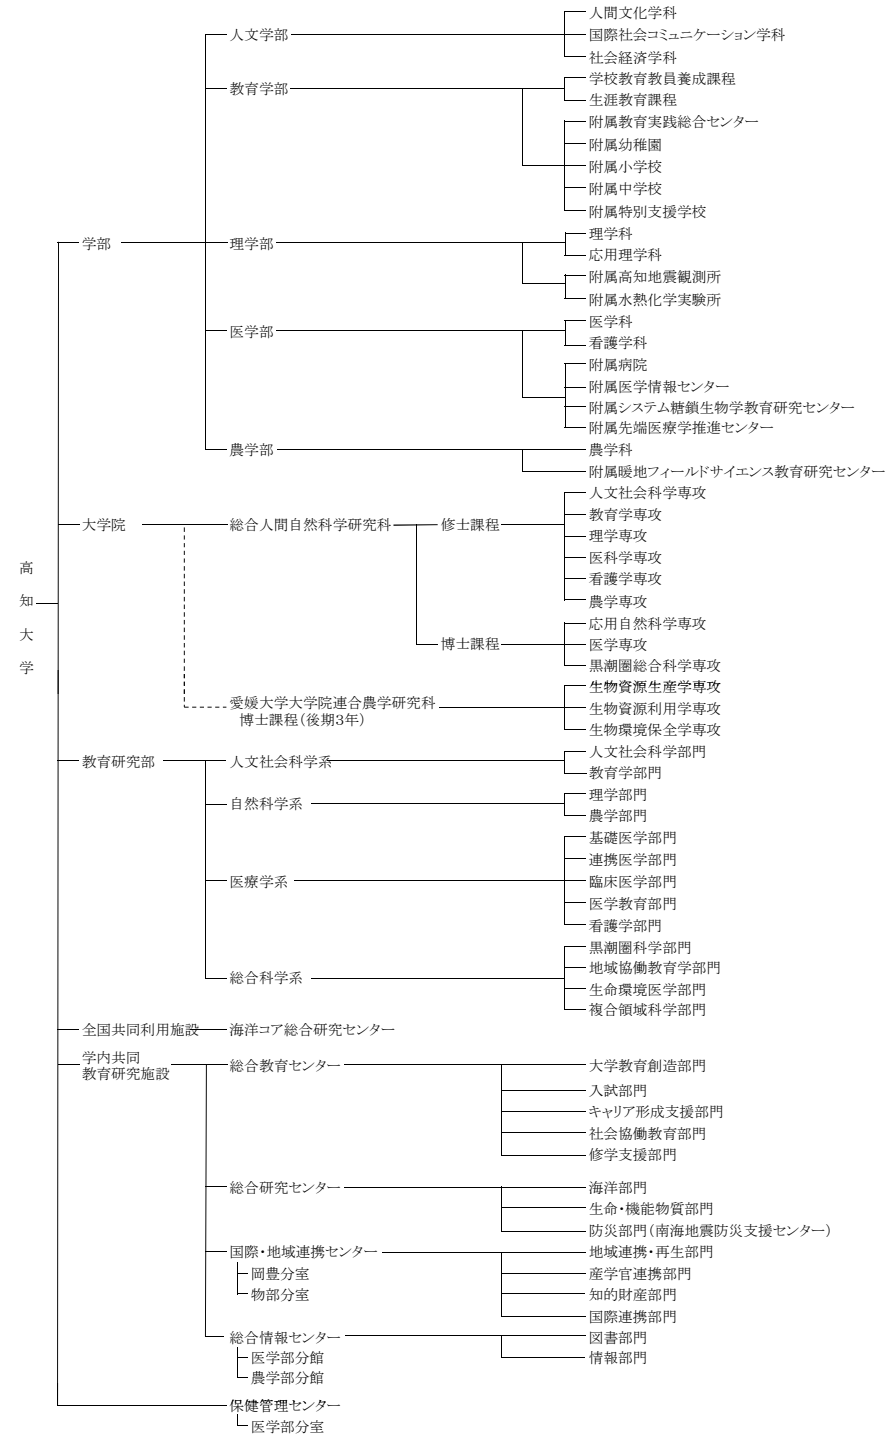 高知大学
学部
人文学部
人間文化学科
国際社会コミュニケーション学科
社会経済学科
教育学部
学校教育教員養成課程
生涯教育課程
附属教育実践総合センター
附属幼稚園
附属小学校
附属中学校
附属特別支援学校
理学部
理学科
応用理学科
附属高知地震観測所
附属水熱化学実験所
医学部
医学科
看護学科
附属病院
附属医学情報センター
附属システム糖鎖生物学教育研究センター
附属先端医療学推進センター
農学部
農学科
附属暖地フィールドサイエンス教育研究センター
大学院
総合人間自然科学研究科
修士課程
人文社会科学専攻
教育学専攻
理学専攻
医科学専攻
看護学専攻
農学専攻
博士課程
応用自然科学専攻
医学専攻
黒潮圏総合科学専攻
愛媛大学大学院連合農学研究科
博士課程(後期3年)
生物資源生産学専攻
生物資源利用学専攻
生物環境保全学専攻
教育研究部
人文社会科学系
人文社会科学部門
教育学部門
自然科学系
理学部門
農学部門
医療学系
基礎医学部門
連携医学部門
臨床医学部門
医学教育部門
看護学部門
総合科学系
黒潮圏科学部門
地域協働教育学部門
生命環境医学部門
複合領域科学部門
全国共同利用施設
海洋コア総合研究センター
学内共同
教育研究施設
総合教育センター
大学教育創造部門
入試部門
キャリア形成支援部門
社会協働教育部門
修学支援部門
総合研究センター
海洋部門
生命・機能物質部門
防災部門(南海地震防災支援センター)
国際・地域連携センター
岡豊分室
物部分室
地域連携・再生部門
産学官連携部門
知的財産部門
国際連携部門
総合情報センター
医学部分館
農学部分館
図書部門
情報部門
保健管理センター
医学部分室